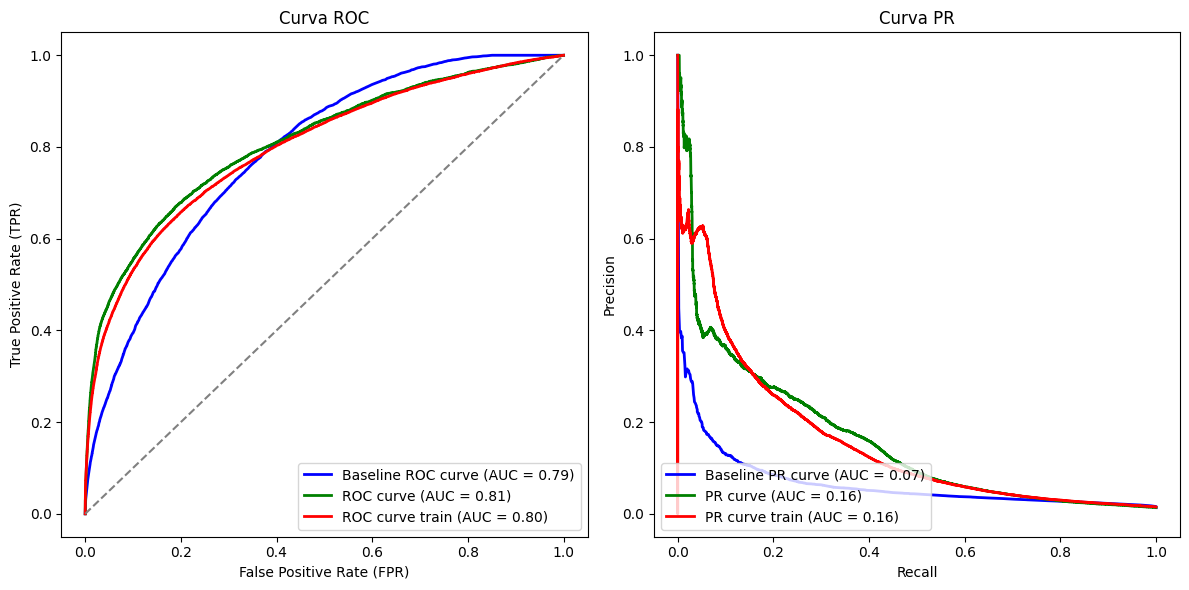 Curva ROC
True Positive Rate (TPR)
1.0
0.8
0.6
0.4
0.2
0.0
0.0 0.2 0.4 0.6 0.8 1.0
False Positive Rate (FPR)
Baseline ROC curve (AUC = 0.79)
ROC curve (AUC = 0.81)
ROC curve train (AUC = 0.80)
Curva PR
Precision
1.0
0.8
0.6
0.4
0.2
0.0
0.0 0.2 0.4 0.6 0.8 1.0
Recall
Baseline PR curve (AUC = 0.07)
PR curve (AUC = 0.16)
PR curve train (AUC = 0.16)